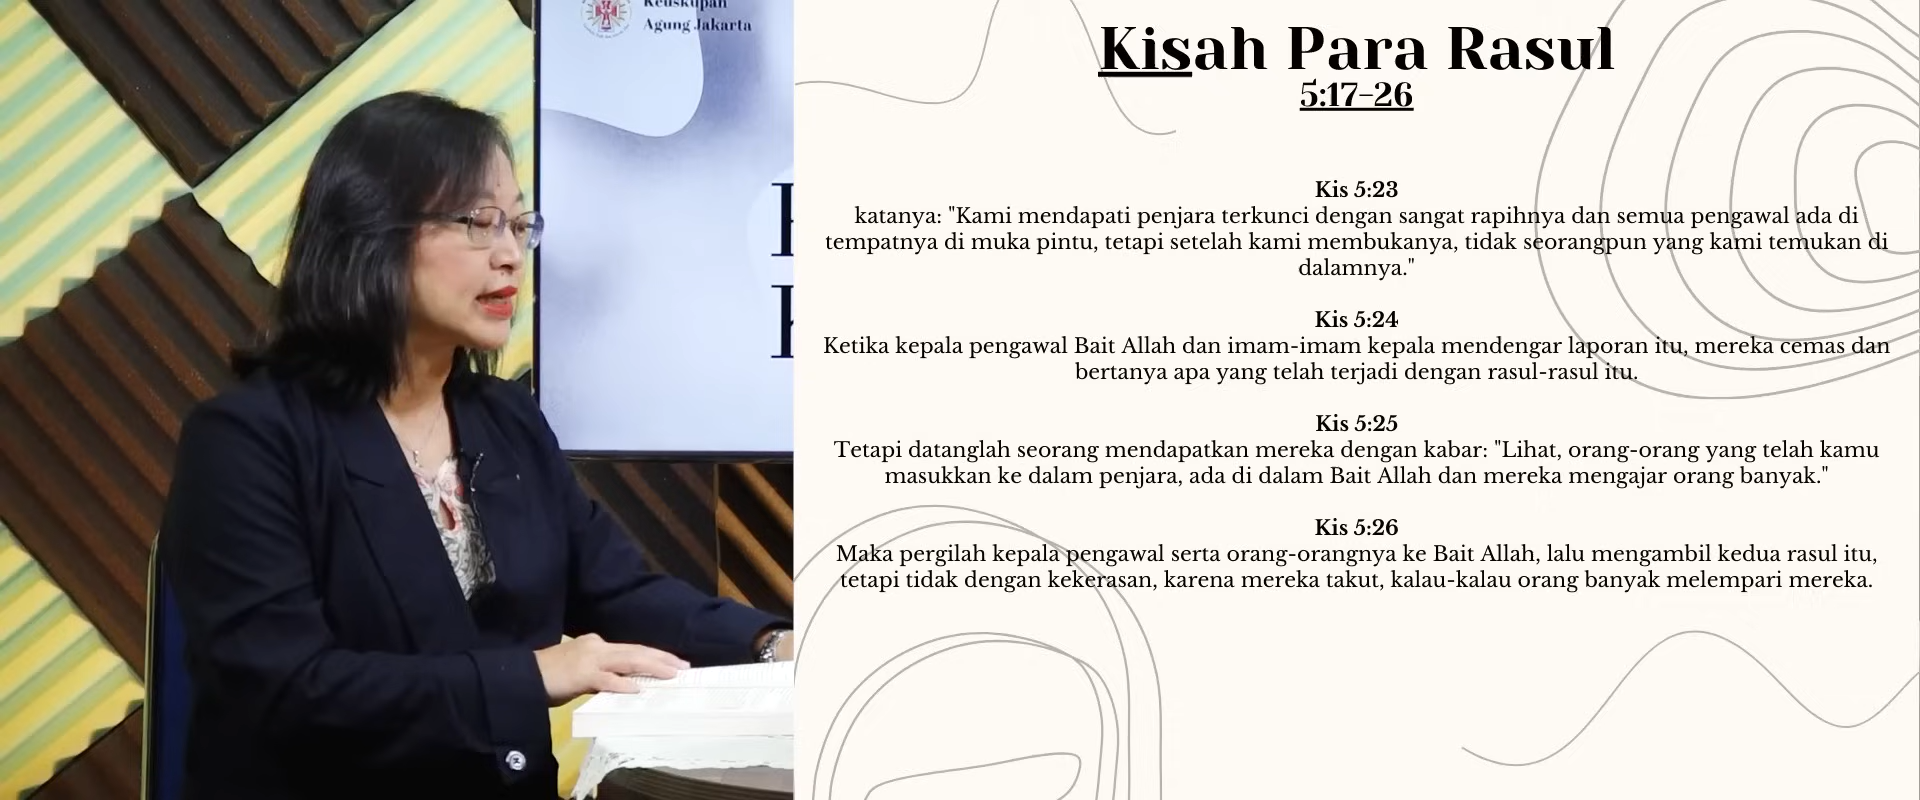 Keuskupan
Agung Jakarta
Kisah Para Rasul
5:17-26
Kis 5:23
katanya: "Kami mendapati penjara terkunci dengan sangat rapihnya dan semua pengawal ada di
tempatnya di muka pintu, tetapi setelah kami membukanya, tidak seorangpun yang kami temukan di
dalamnya."
Kis 5:24
Ketika kepala pengawal Bait Allah dan imam-imam kepala mendengar laporan itu, mereka cemas dan
bertanya apa yang telah terjadi dengan rasul-rasul itu.
Kis 5:25
Tetapi datanglah seorang mendapatkan mereka dengan kabar: "Lihat, orang-orang yang telah kamu
masukkan ke dalam penjara, ada di dalam Bait Allah dan mereka mengajar orang banyak."
Kis 5:26
Maka pergilah kepala pengawal serta orang-orangnya ke Bait Allah, lalu mengambil kedua rasul itu,
tetapi tidak dengan kekerasan, karena mereka takut, kalau-kalau orang banyak melempari mereka.